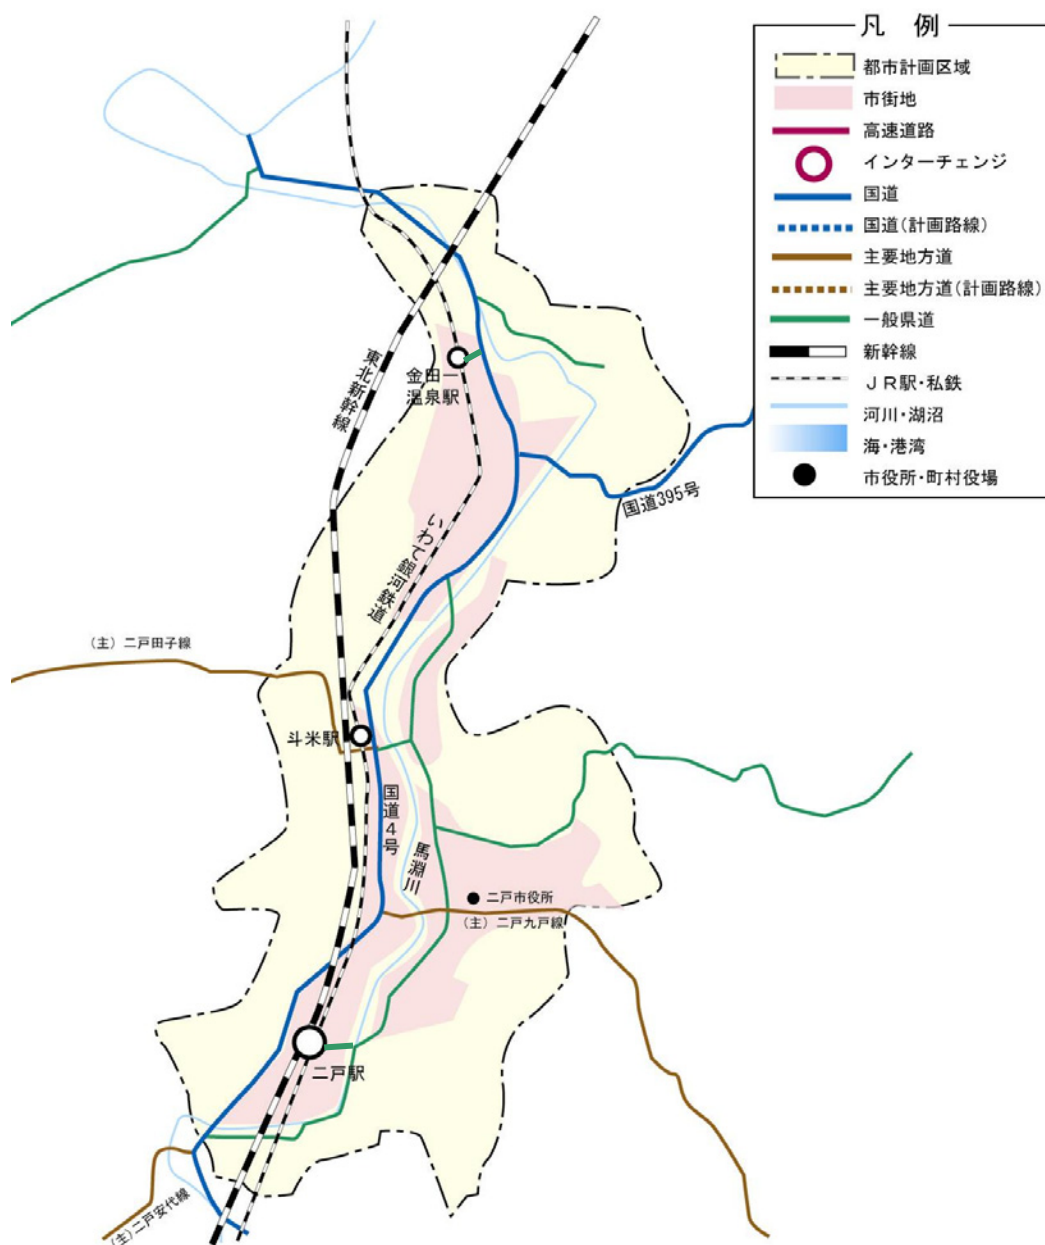 凡 例
都市計画区域
市街地
高速道路
インターチェンジ
国道
国道(計画路線)
主要地方道
主要地方道(計画路線)
一般県道
新幹線
ＪＲ駅・私鉄
河川・湖沼
海・港湾
市役所・町村役場
東北新幹線
金田一
温泉駅
国道395号
いわて銀河鉄道
(主) 二戸田子線
斗米駅
国道４号
馬淵川
二戸市役所
(主) 二戸九戸線
二戸駅
(主)二戸安代線